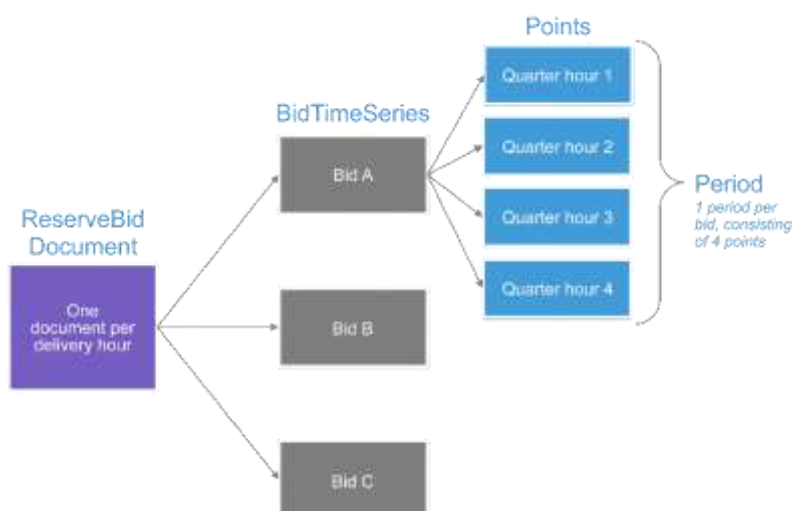 Points
Quarter hour 1
BidTimeSeries
Quarter hour 2
Bid A
Period
1 period per
bid, consisting
of 4 points
ReserveBid
Document
Quarter hour 3
Quarter hour 4
One
document per
delivery hour
Bid B
Bid C